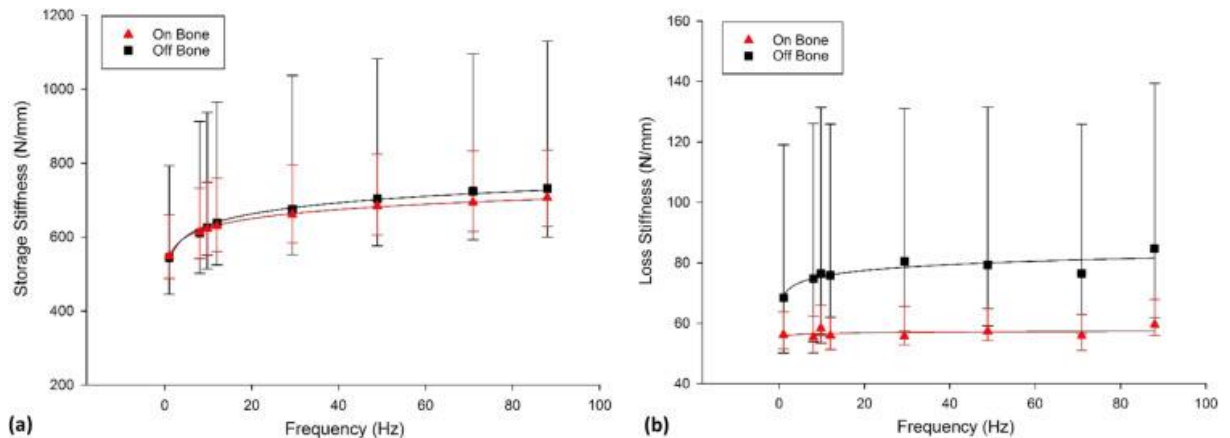 1200
1000
800
600
400
200
Storage Stiffness (N/mm)
On Bone
Off Bone
0
20
40
60
80
100
Frequency (Hz)
(a)
160
140
120
100
80
60
40
Loss Stiffness (N/mm)
On Bone
Off Bone
0
20
40
60
80
100
Frequency (Hz)
(b)